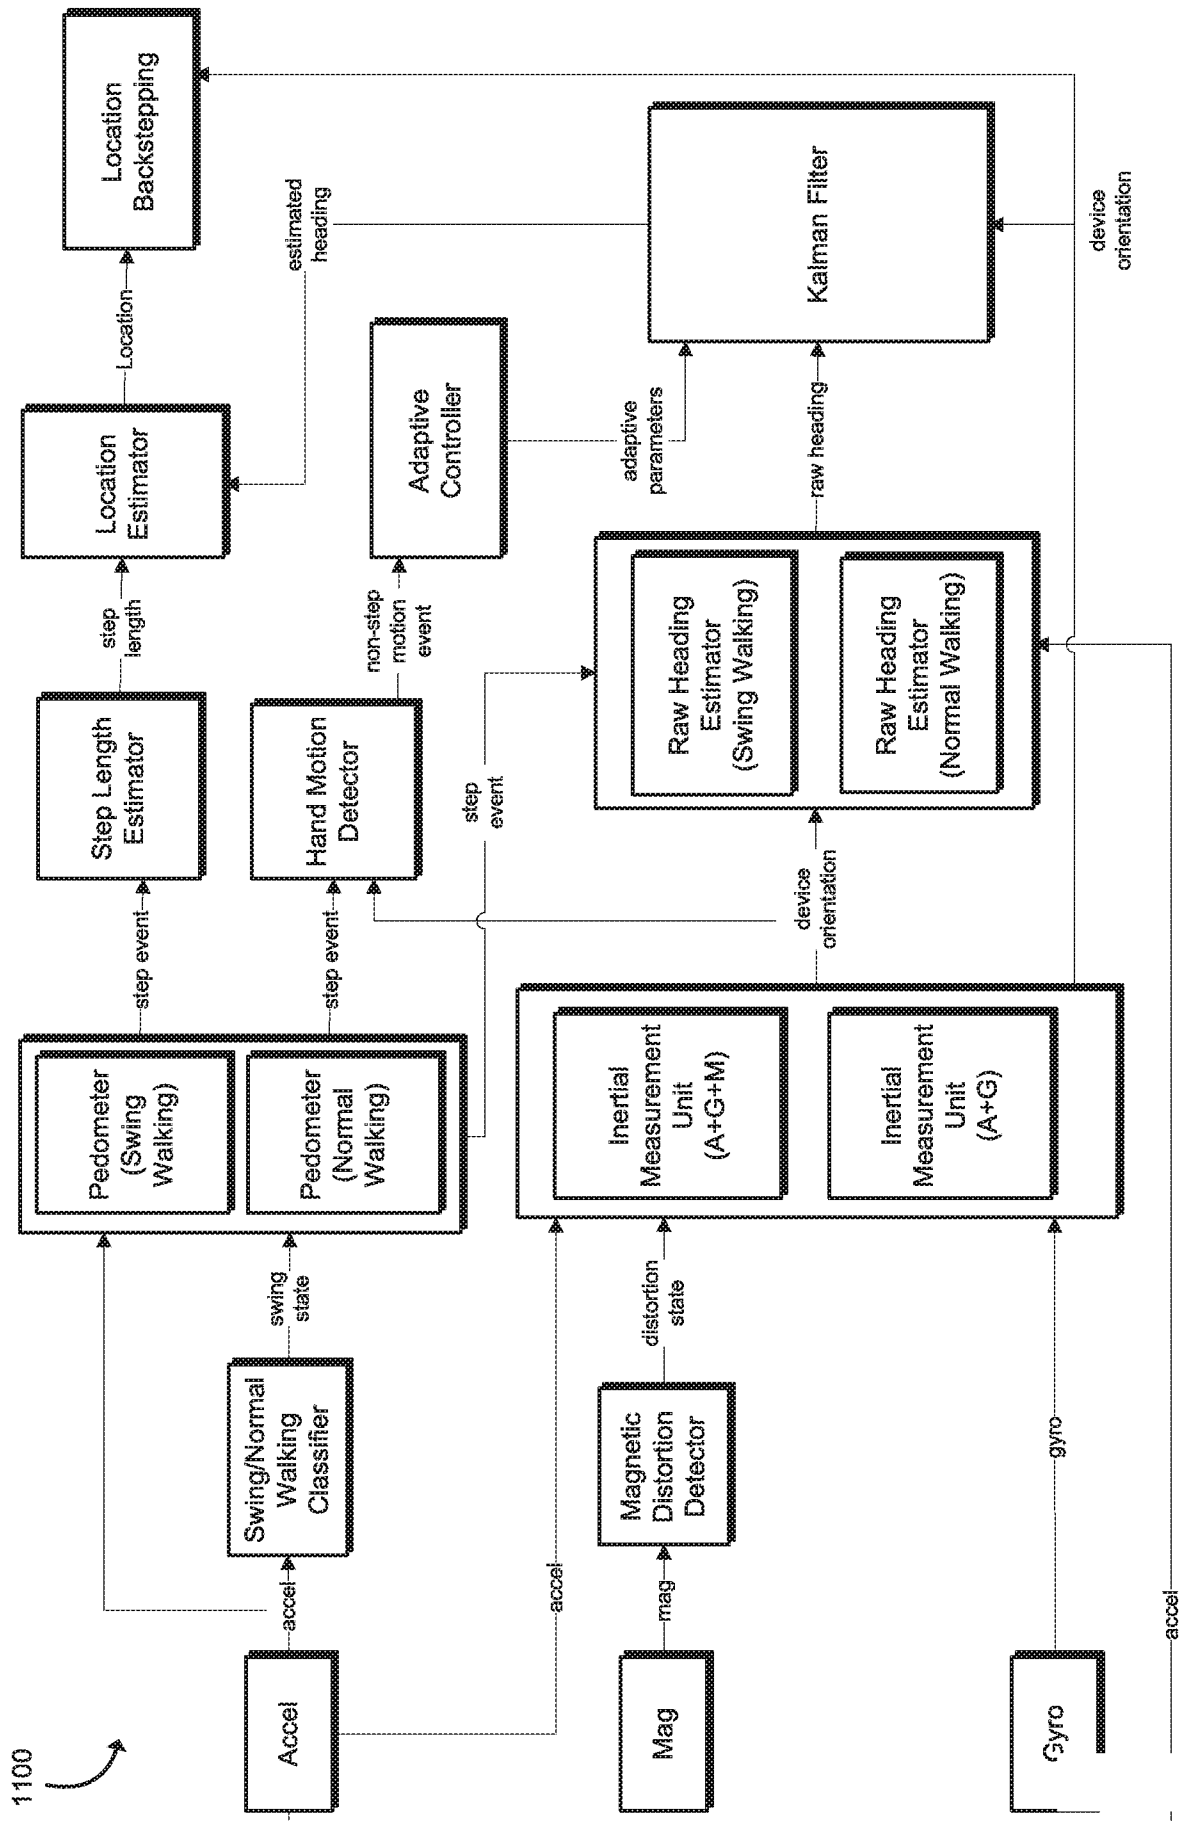 1100
Accel
accel
Swing/Normal
Walking
Classifier
swing
state
Pedometer
(Swing
Walking)
Pedometer
(Normal
Walking)
step event
step event
Step Length
Estimator
step
length
Location
Estimator
Location
Location
Backstepping
Hand Motion
Detector
non-step
motion
event
Adaptive
Controller
estimated
heading
step
event
adaptive
parameters
accel
Mag
mag
Magnetic
Distortion
Detector
distortion
state
Inertial
Measurement
Unit
(A+G+M)
Inertial
Measurement
Unit
(A+G)
device
orientation
Raw Heading
Estimator
(Swing Walking)
Raw Heading
Estimator
(Normal Walking)
raw heading
Kalman Filter
device
orientation
Gyro
gyro
accel